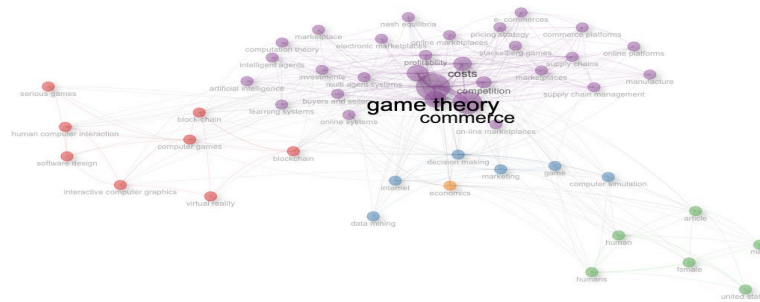 nash equilibria
e- commerces
marketplace
pricing strategy
commerce platforms
electronic marketplaces
online marketplaces
computation theory
stackelberg games
online platforms
intelligent agents
profitability
supply chains
investments
costs
multi agent systems
marketplaces
manufacture
artificial intelligence
competition
serious games
buyers and sellers
supply chain management
learning systems
game theory
block-chain
online systems
commerce
human computer interaction
on-line marketplaces
computer games
blockchain
software design
decision making
game
marketing
computer simulation
interactive computer graphics
internet
economics
virtual reality
data mining
article
human
female
humans
united stat